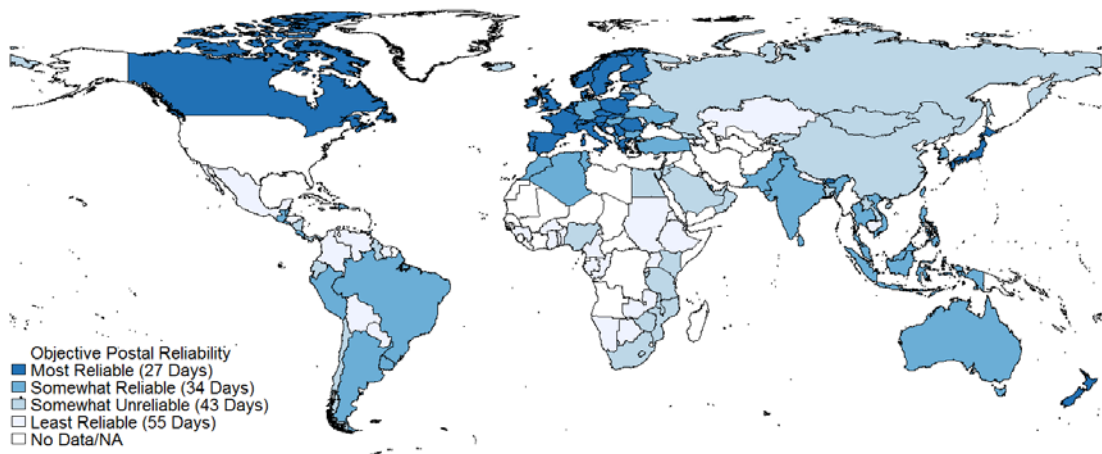 Objective Postal Reliability
Most Reliable (27 Days)
Somewhat Reliable (34 Days)
Somewhat Unreliable (43 Days)
Least Reliable (55 Days)
No Data/NA